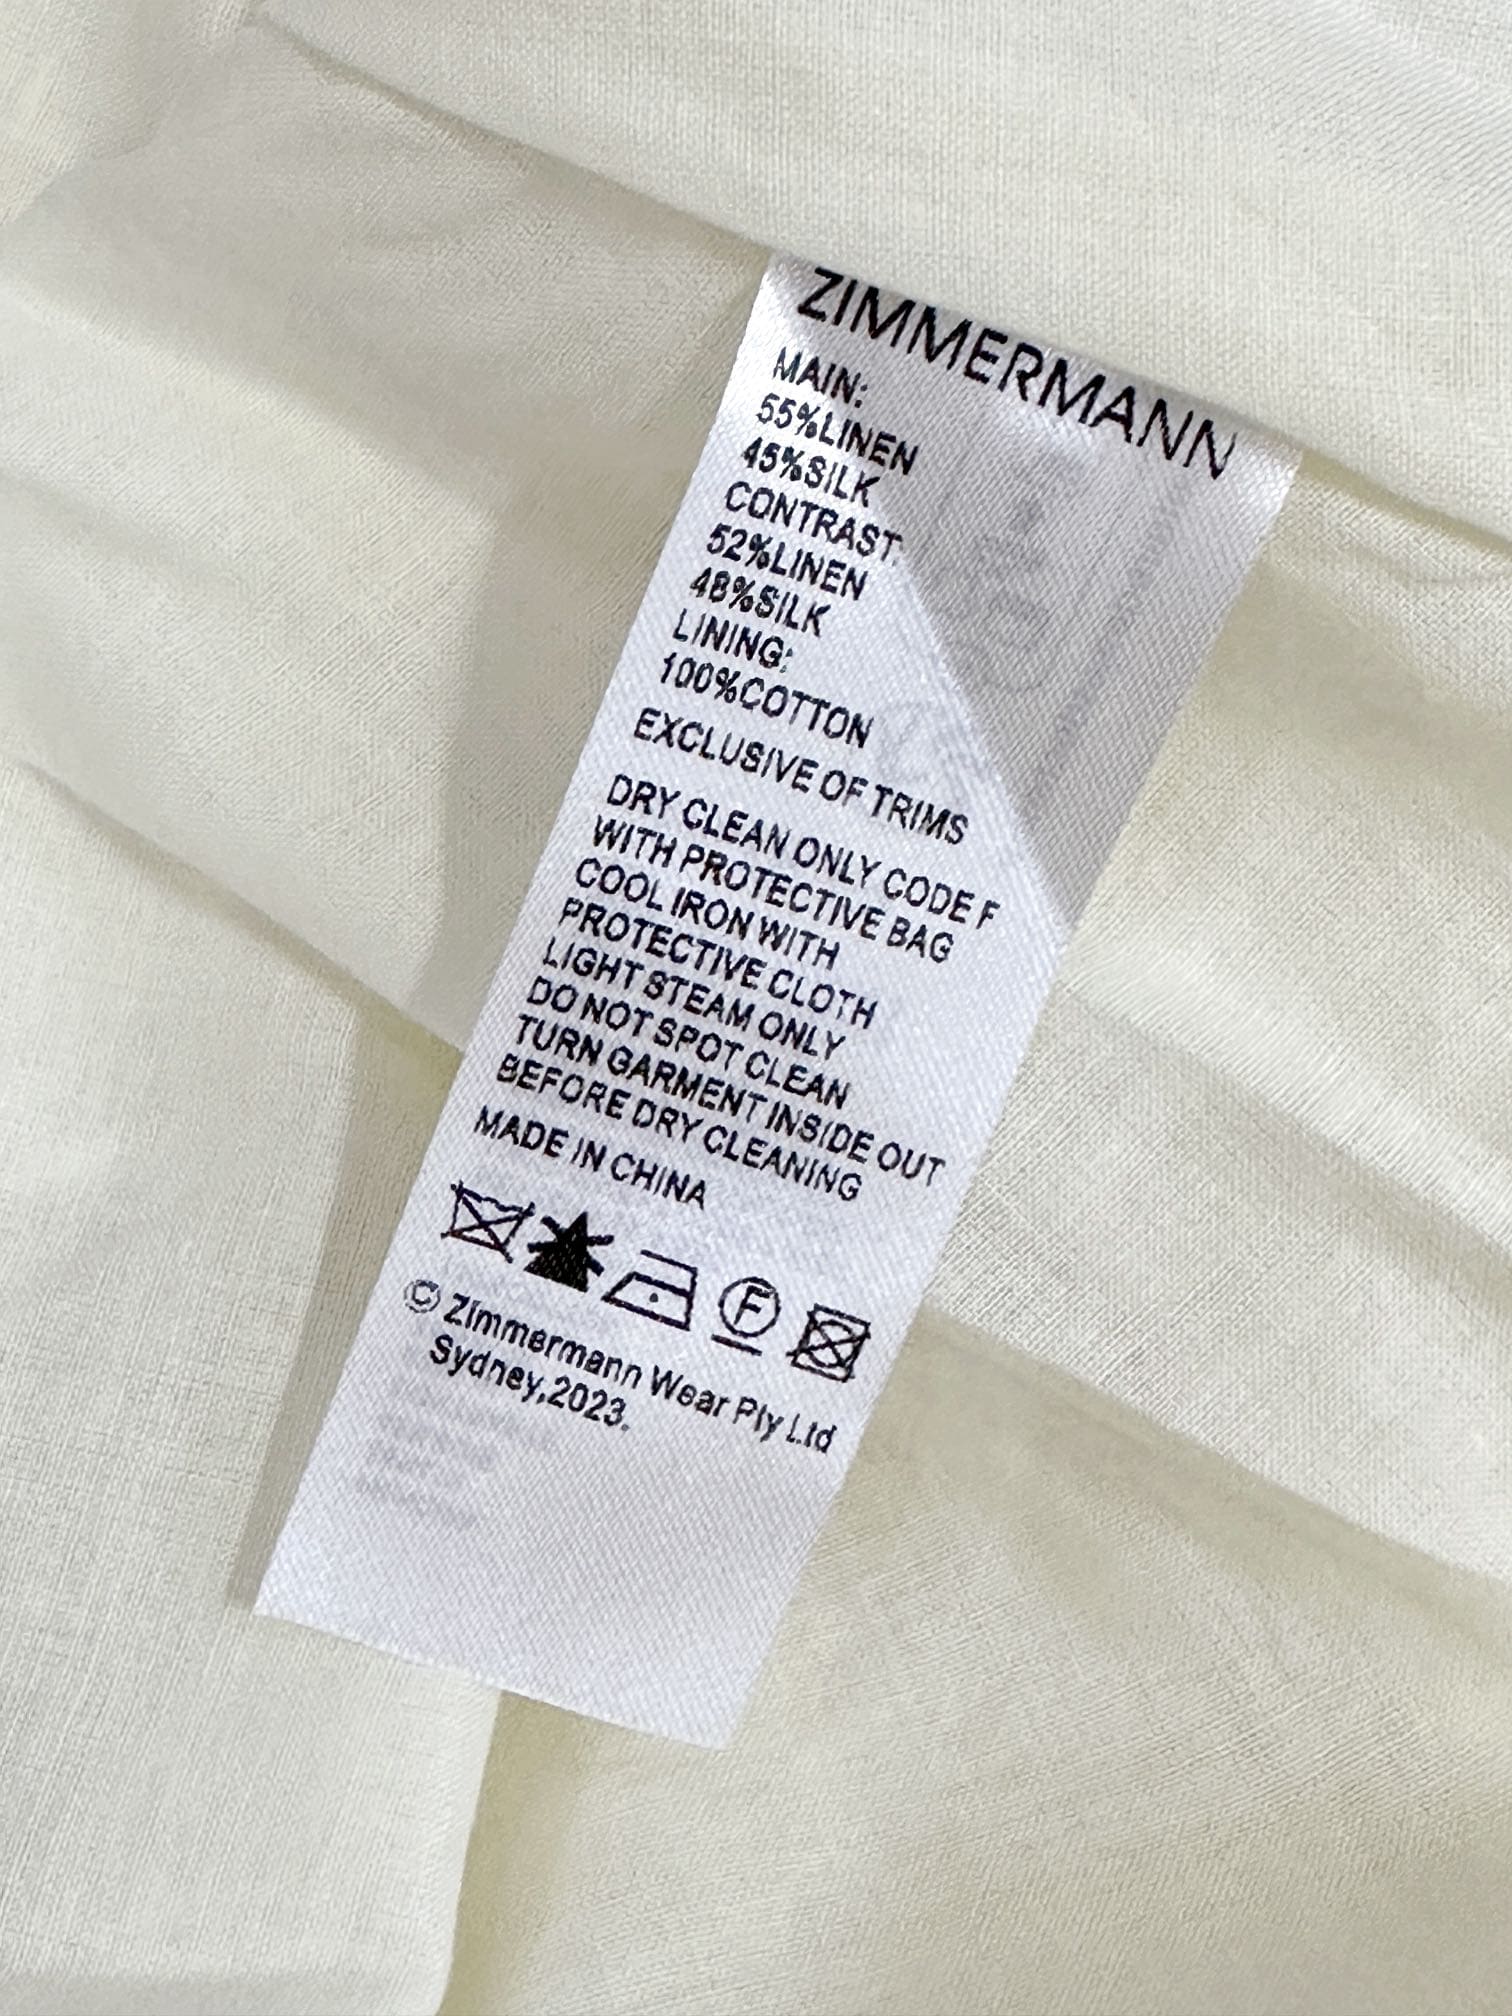 ZIMMERMANN
MAIN:
55%LINEN
45%SILK
CONTRAST:
52%LINEN
48%SILK
LINING:
100%COTTON
EXCLUSIVE OF TRIMS
DRY CLEAN ONLY CODE F
WITH PROTECTIVE BAG
COOL IRON WITH
PROTECTIVE CLOTH
LIGHT STEAM ONLY
DO NOT SPOT CLEAN
TURN GARMENT INSIDE OUT
BEFORE DRY CLEANING
MADE IN CHINA
F
© Zimmermann Wear Pty Ltd
Sydney,2023.